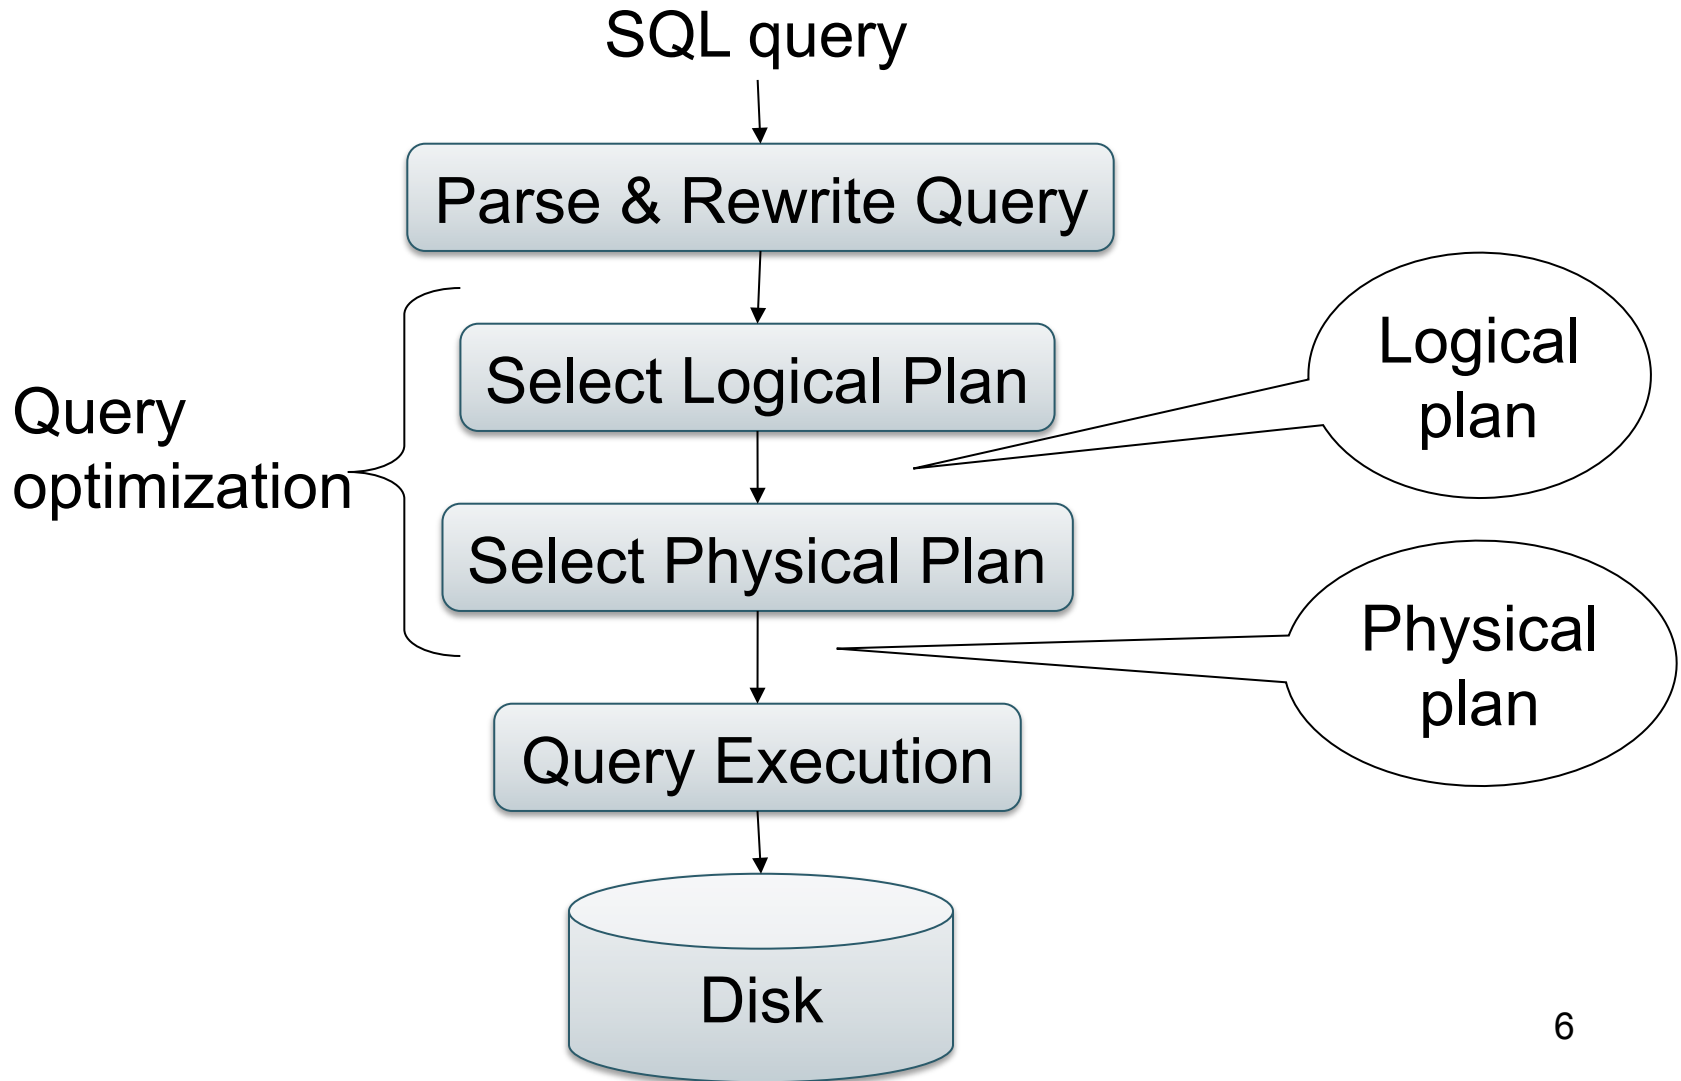 SQL query
Parse & Rewrite Query
Select Logical Plan
Logical
plan
Query
optimization
Select Physical Plan
Physical
plan
Query Execution
Disk
6